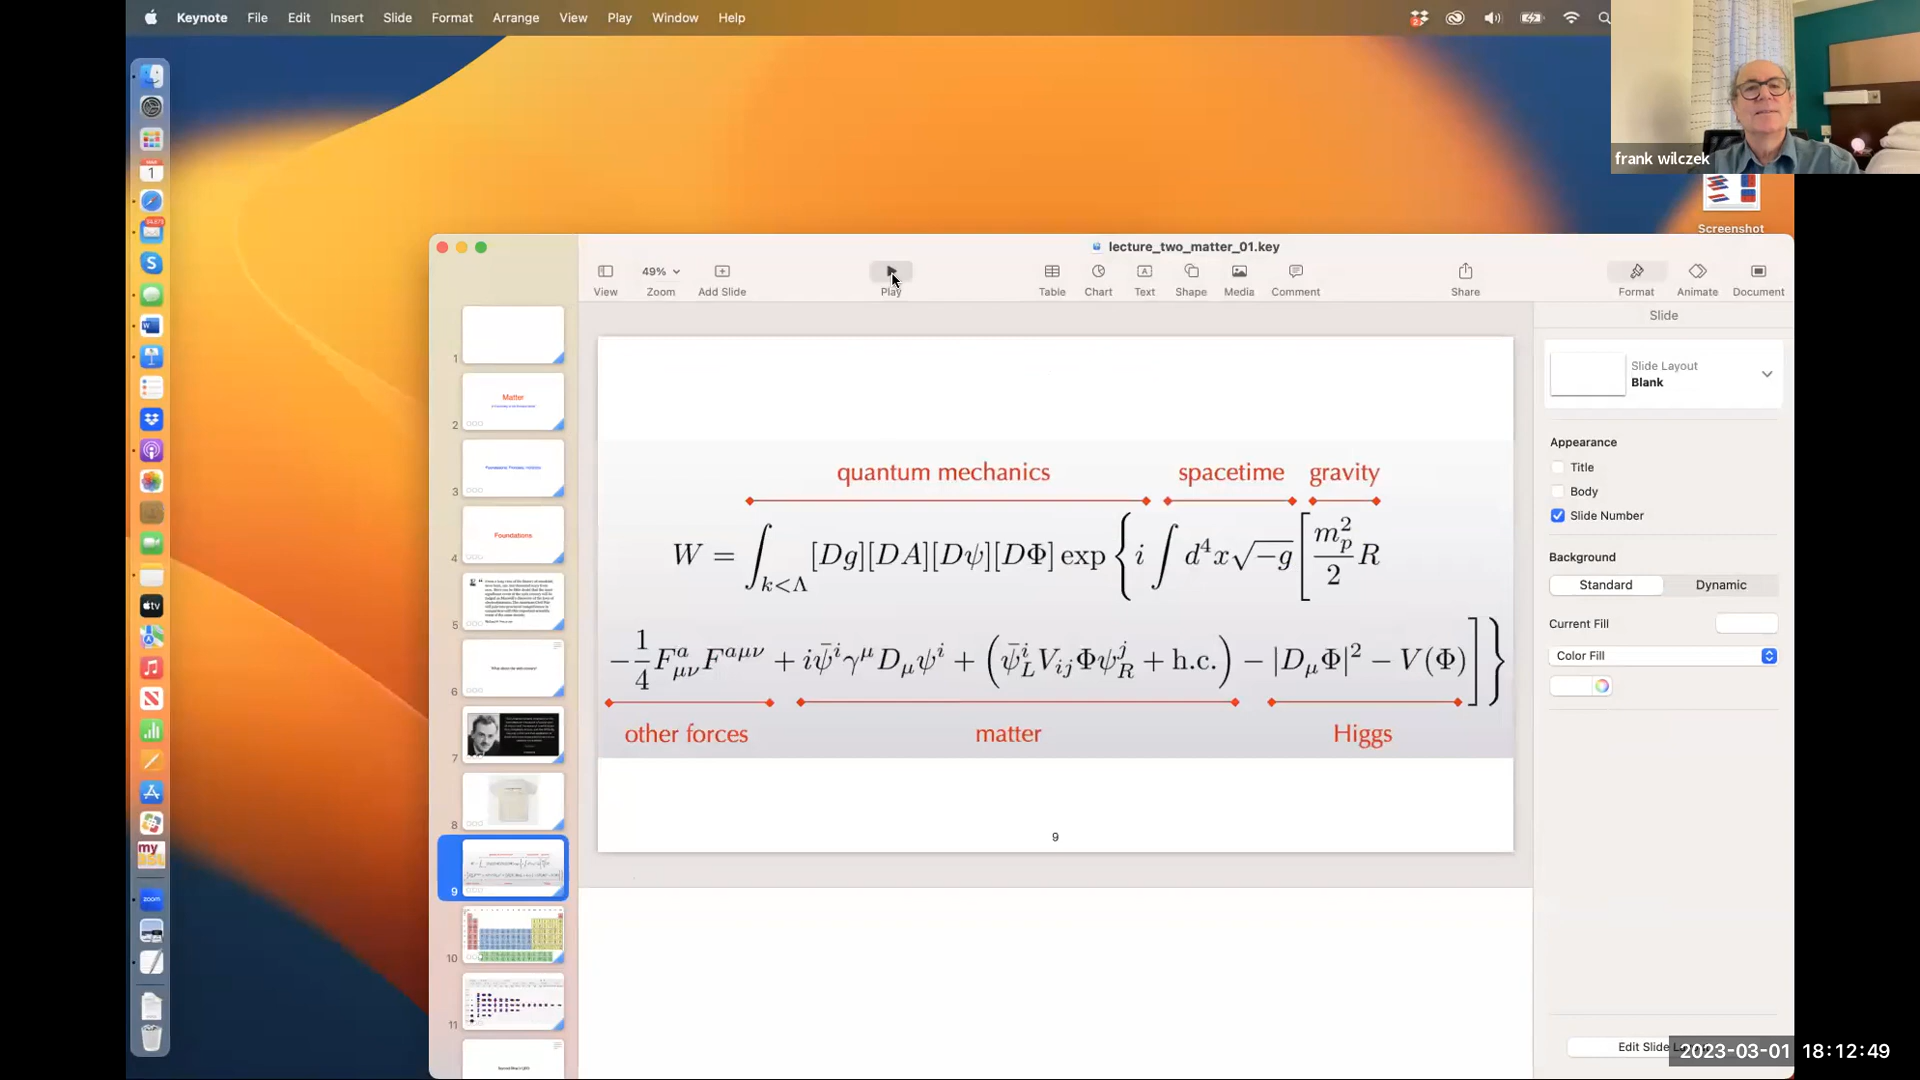 Keynote File Edit Insert Slide Format Arrange View Play Window Help
frank wilczek
Screenshot
lecture_two_matter_01.key
49%
View Zoom Add Slide Play Table Chart Text Shape Media Comment Share Format Animate Document
Slide
1
Matter
2
3
Foundations
4
5
6
7
8
9
10
11
quantum mechanics spacetime gravity
W = ∫_{k<Λ} [Dg][DA][Dψ][DΦ] exp { i ∫ d⁴x √−g [ m_p²/2 R
−1/4 F^a_{μν} F^{aμν} + iψ̄^i γ^μ D_μ ψ^i + ( ψ̄^i_L V_{ij} Φ ψ^j_R + h.c. ) − |D_μ Φ|² − V(Φ) ] }
other forces matter Higgs
9
Slide Layout
Blank
Appearance
Title
Body
Slide Number
Background
Standard Dynamic
Current Fill
Color Fill
Edit Slide
2023-03-01 18:12:49
1
tv
my
zoom